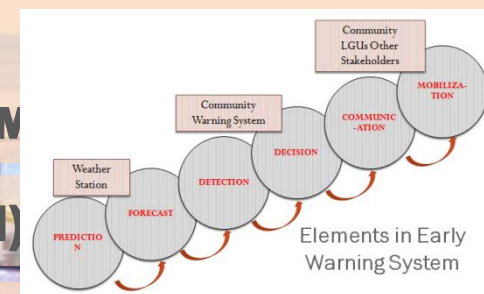 Community
LGUs Other
Stakeholders
MOBILIZA-
TION
Community
Warning System
COMMUNIC
-ATION
DECISION
Weather
Station
DETECTION
FORECAST
PREDICTIO
N
Elements in Early
Warning System